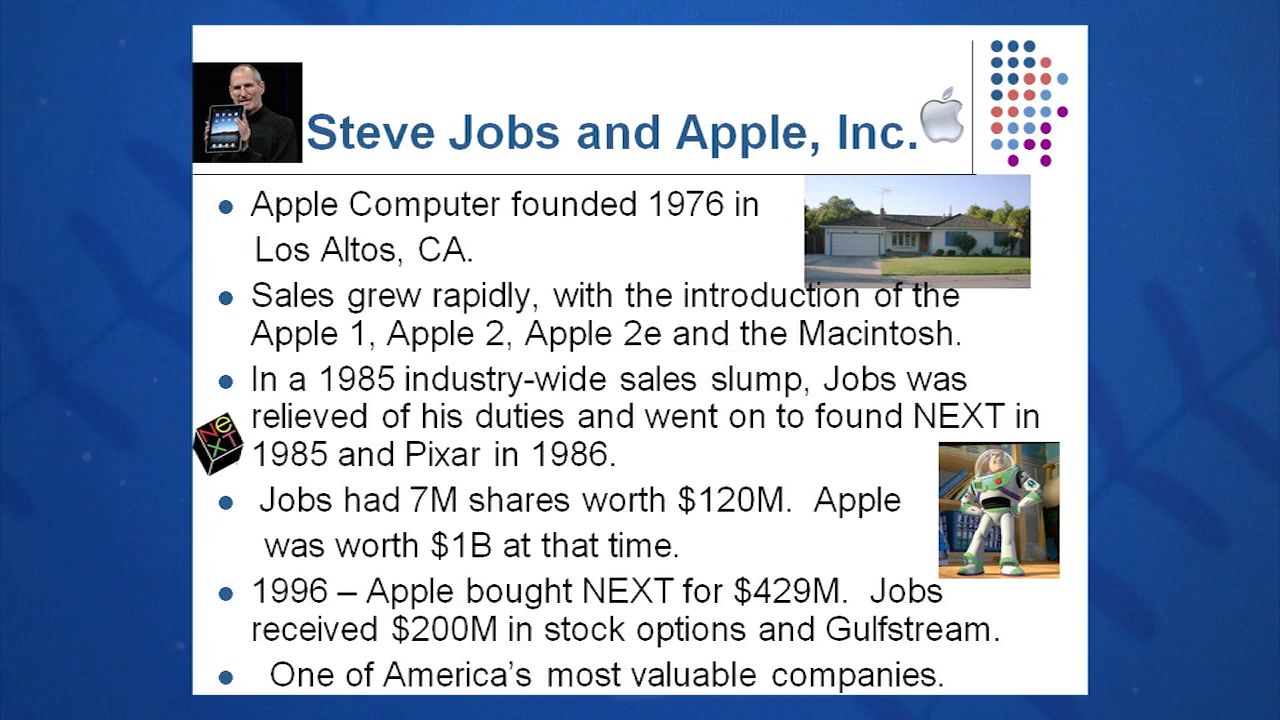 Steve Jobs and Apple, Inc.
Apple Computer founded 1976 in
Los Altos, CA.
Sales grew rapidly, with the introduction of the
Apple 1, Apple 2, Apple 2e and the Macintosh.
In a 1985 industry-wide sales slump, Jobs was
relieved of his duties and went on to found NEXT in
1985 and Pixar in 1986.
NeXT
Jobs had 7M shares worth $120M. Apple
was worth $1B at that time.
1996 – Apple bought NEXT for $429M. Jobs
received $200M in stock options and Gulfstream.
One of America's most valuable companies.